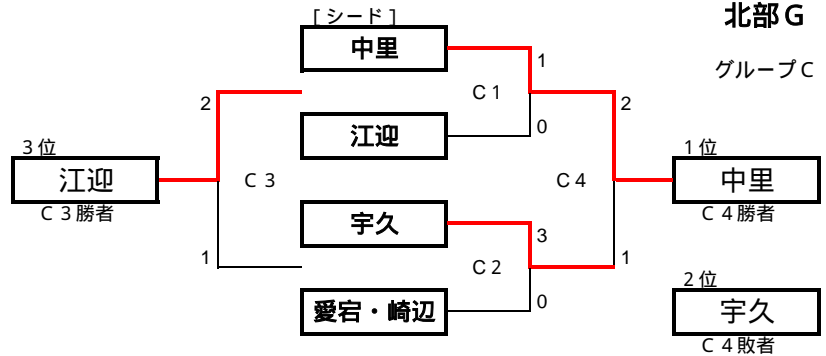 [シード]
北部G
中里
グループC
1
C1
2
2
江迎
0
3位
1位
江迎
C3
C4
中里
C3勝者
C4勝者
宇久
3
1
C2
1
2位
愛宕・崎辺
0
宇久
C4敗者